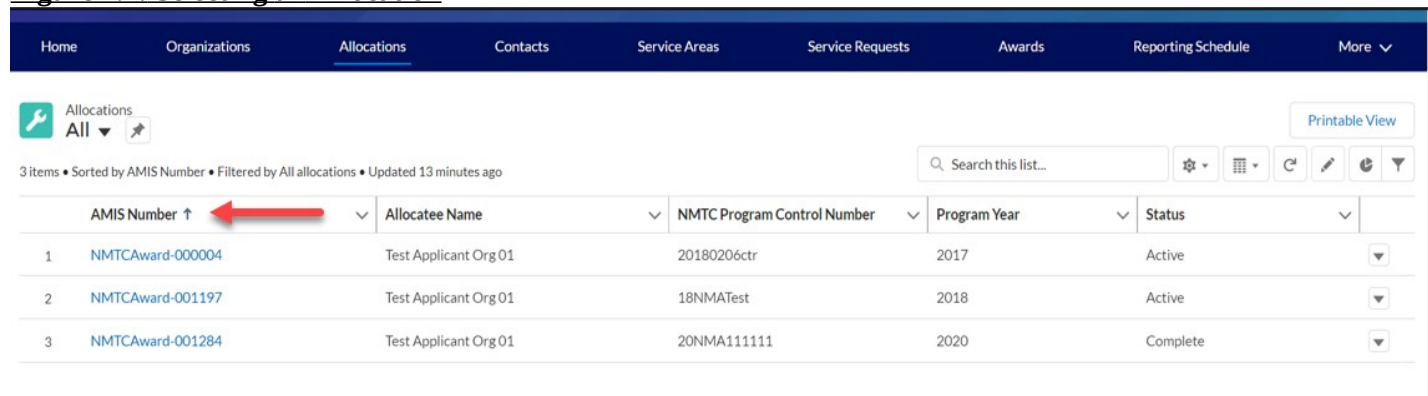 Home Organizations Allocations Contacts Service Areas Service Requests Awards Reporting Schedule More
Allocations
All
Printable View
3 items • Sorted by AMIS Number • Filtered by All allocations • Updated 13 minutes ago
Search this list...
AMIS Number ↑ Allocatee Name NMTC Program Control Number Program Year Status
1 NMTCAward-000004 Test Applicant Org 01 20180206ctr 2017 Active
2 NMTCAward-001197 Test Applicant Org 01 18NMATest 2018 Active
3 NMTCAward-001284 Test Applicant Org 01 20NMA111111 2020 Complete